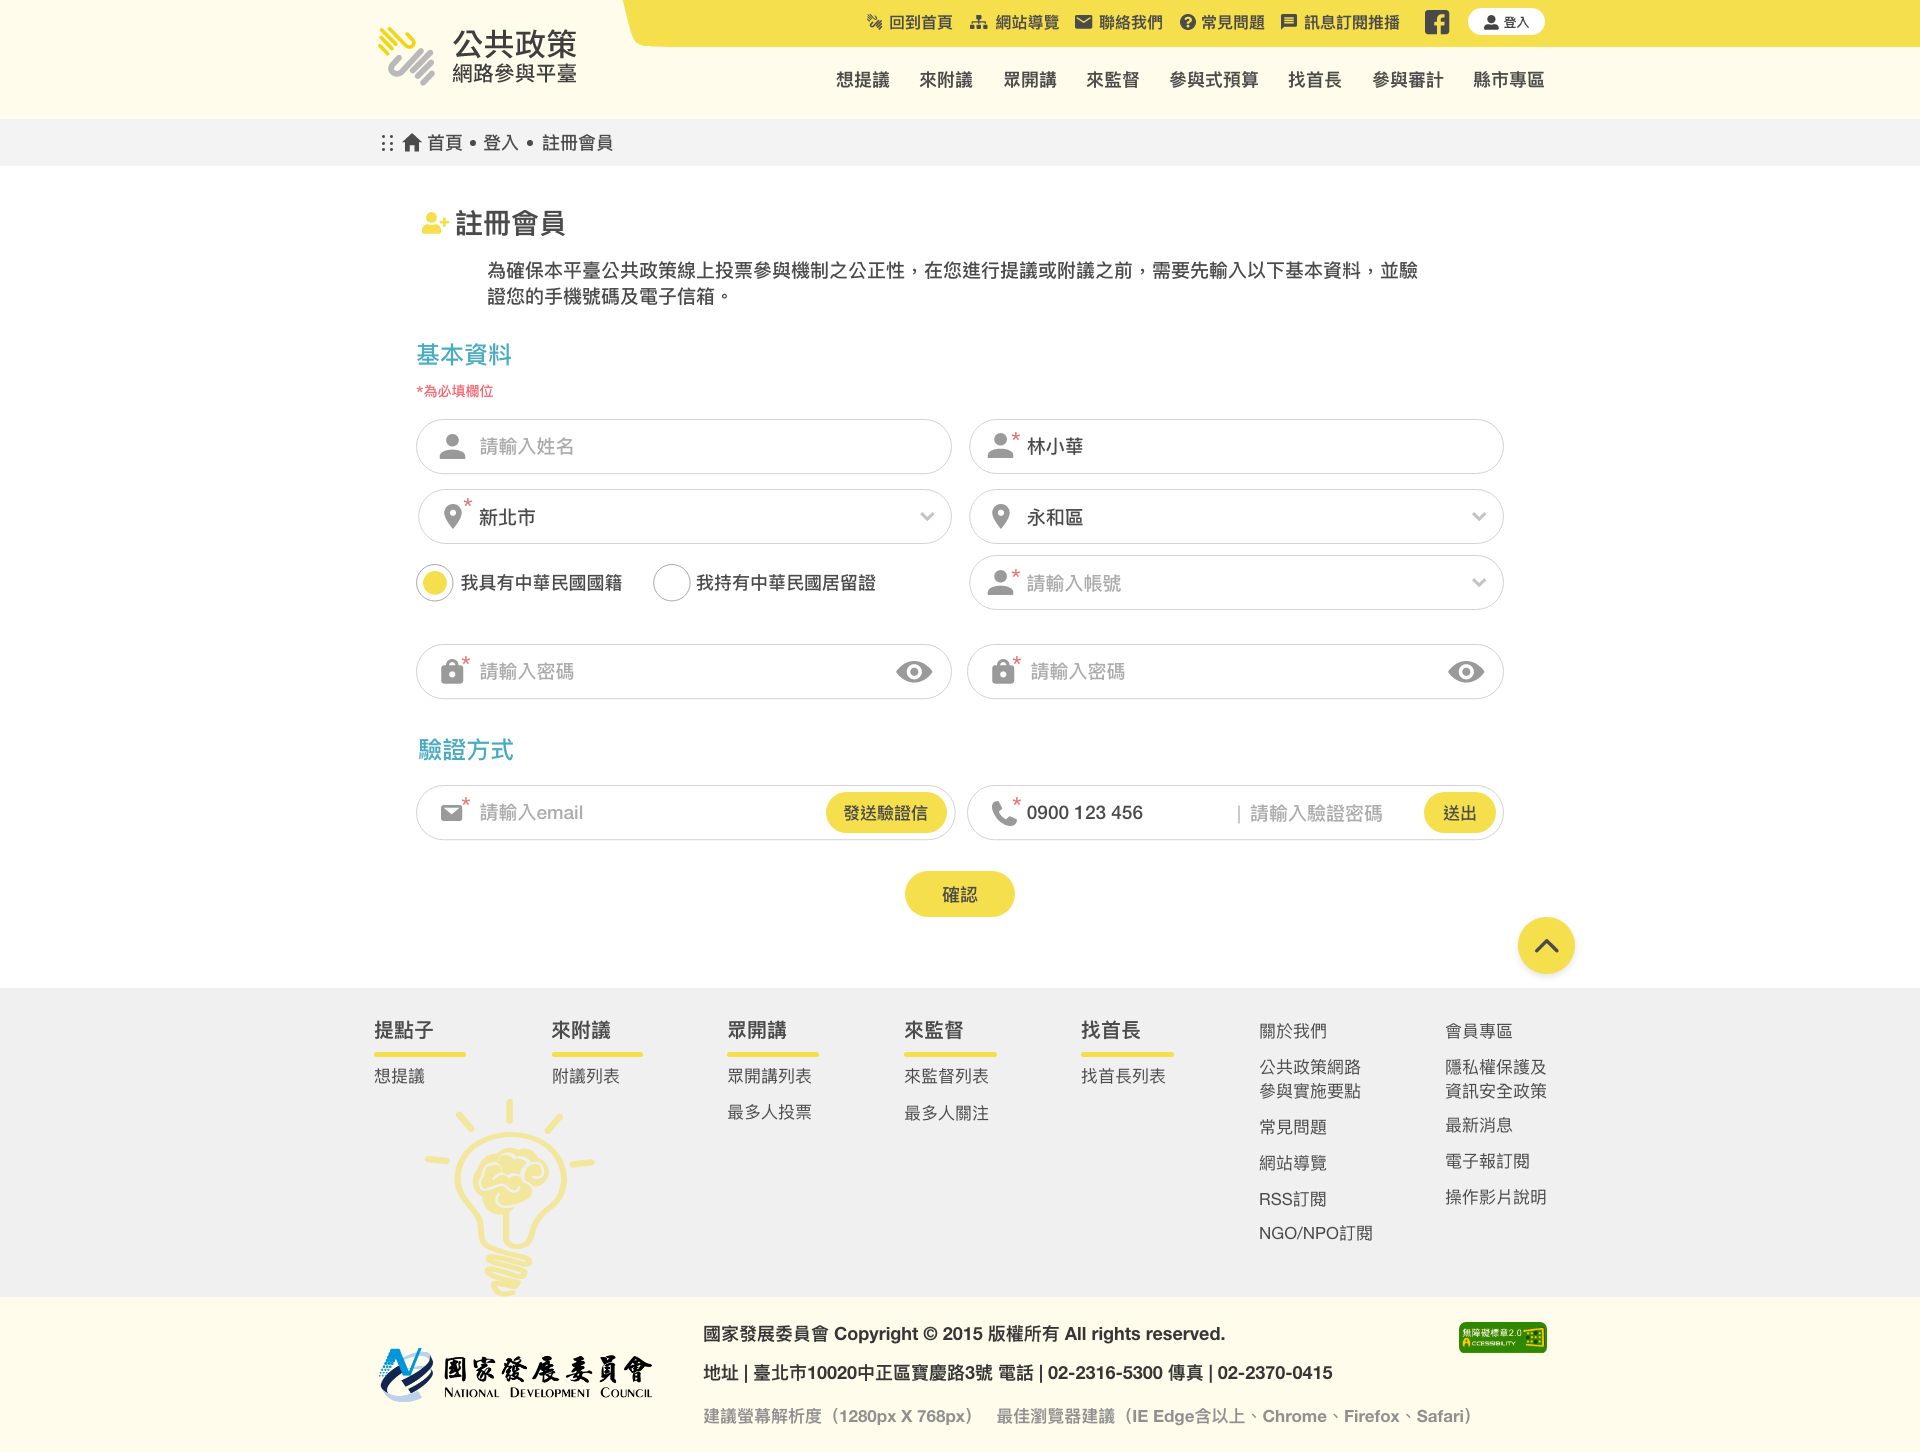 公共政策
網路參與平臺
回到首頁 網站導覽 聯絡我們 常見問題 訊息訂閱推播 登入
想提議 來附議 眾開講 來監督 參與式預算 找首長 參與審計 縣市專區
首頁 • 登入 • 註冊會員
註冊會員
為確保本平臺公共政策線上投票參與機制之公正性，在您進行提議或附議之前，需要先輸入以下基本資料，並驗
證您的手機號碼及電子信箱。
基本資料
*為必填欄位
請輸入姓名
* 林小華
* 新北市
永和區
我具有中華民國國籍 我持有中華民國居留證
* 請輸入帳號
* 請輸入密碼
* 請輸入密碼
驗證方式
* 請輸入email 發送驗證信
* 0900 123 456 | 請輸入驗證密碼 送出
確認
提點子
想提議
來附議
附議列表
眾開講
眾開講列表
最多人投票
來監督
來監督列表
最多人關注
找首長
找首長列表
關於我們
公共政策網路
參與實施要點
常見問題
網站導覽
RSS訂閱
NGO/NPO訂閱
會員專區
隱私權保護及
資訊安全政策
最新消息
電子報訂閱
操作影片說明
國家發展委員會
NATIONAL DEVELOPMENT COUNCIL
國家發展委員會 Copyright © 2015 版權所有 All rights reserved.
地址 | 臺北市10020中正區寶慶路3號 電話 | 02-2316-5300 傳真 | 02-2370-0415
建議螢幕解析度（1280px X 768px） 最佳瀏覽器建議（IE Edge含以上、Chrome、Firefox、Safari）
無障礙標章2.0
ACCESSIBILITY